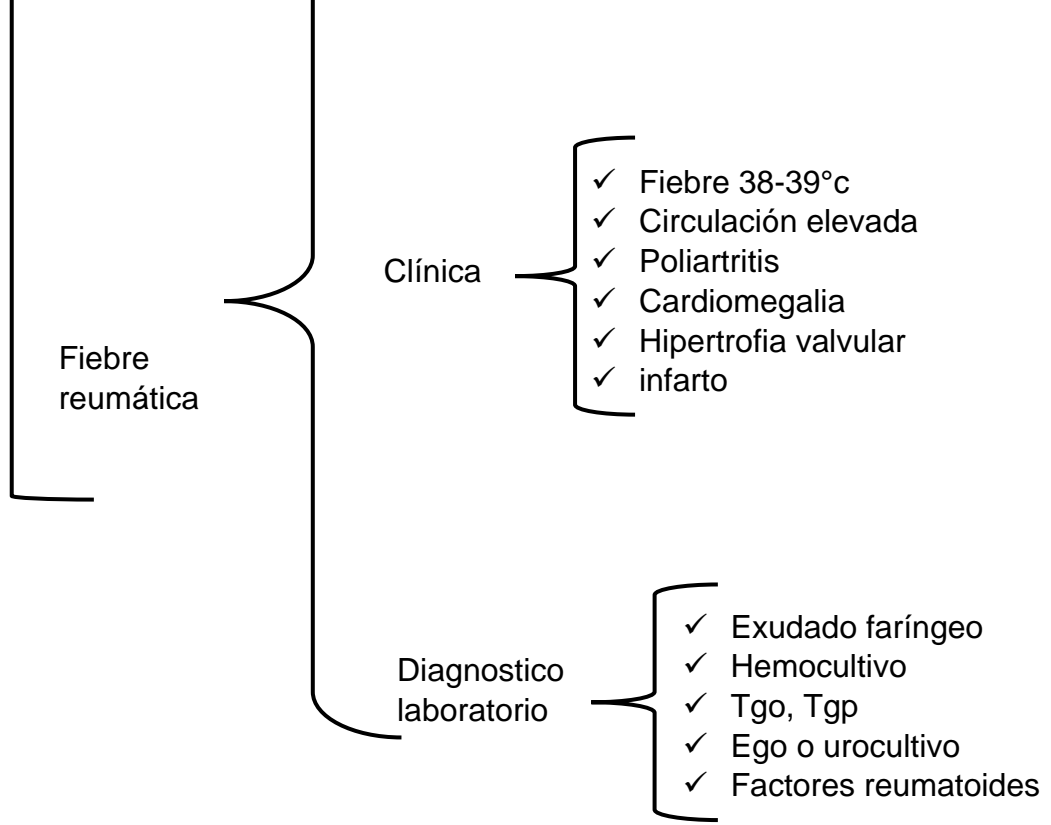 Fiebre
reumática
Clínica
✓ Fiebre 38-39°c
✓ Circulación elevada
✓ Poliartritis
✓ Cardiomegalia
✓ Hipertrofia valvular
✓ infarto
Diagnostico
laboratorio
✓ Exudado faríngeo
✓ Hemocultivo
✓ Tgo, Tgp
✓ Ego o urocultivo
✓ Factores reumatoides